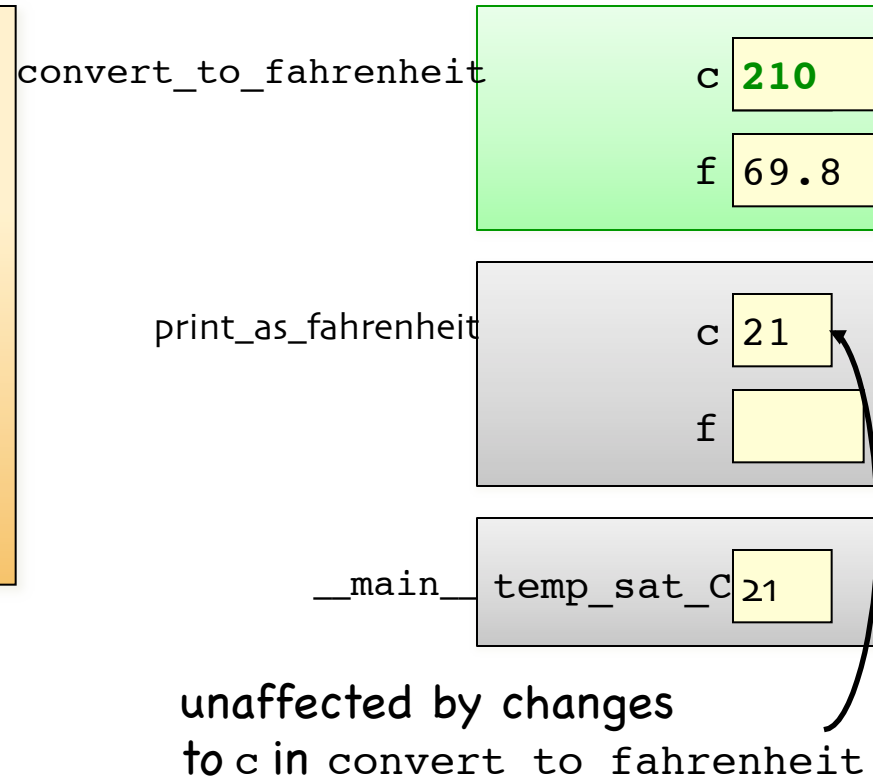 convert_to_fahrenheit c 210
f 69.8
print_as_fahrenheit c 21
f
__main__ temp_sat_C 21
unaffected by changes
to c in convert to fahrenheit